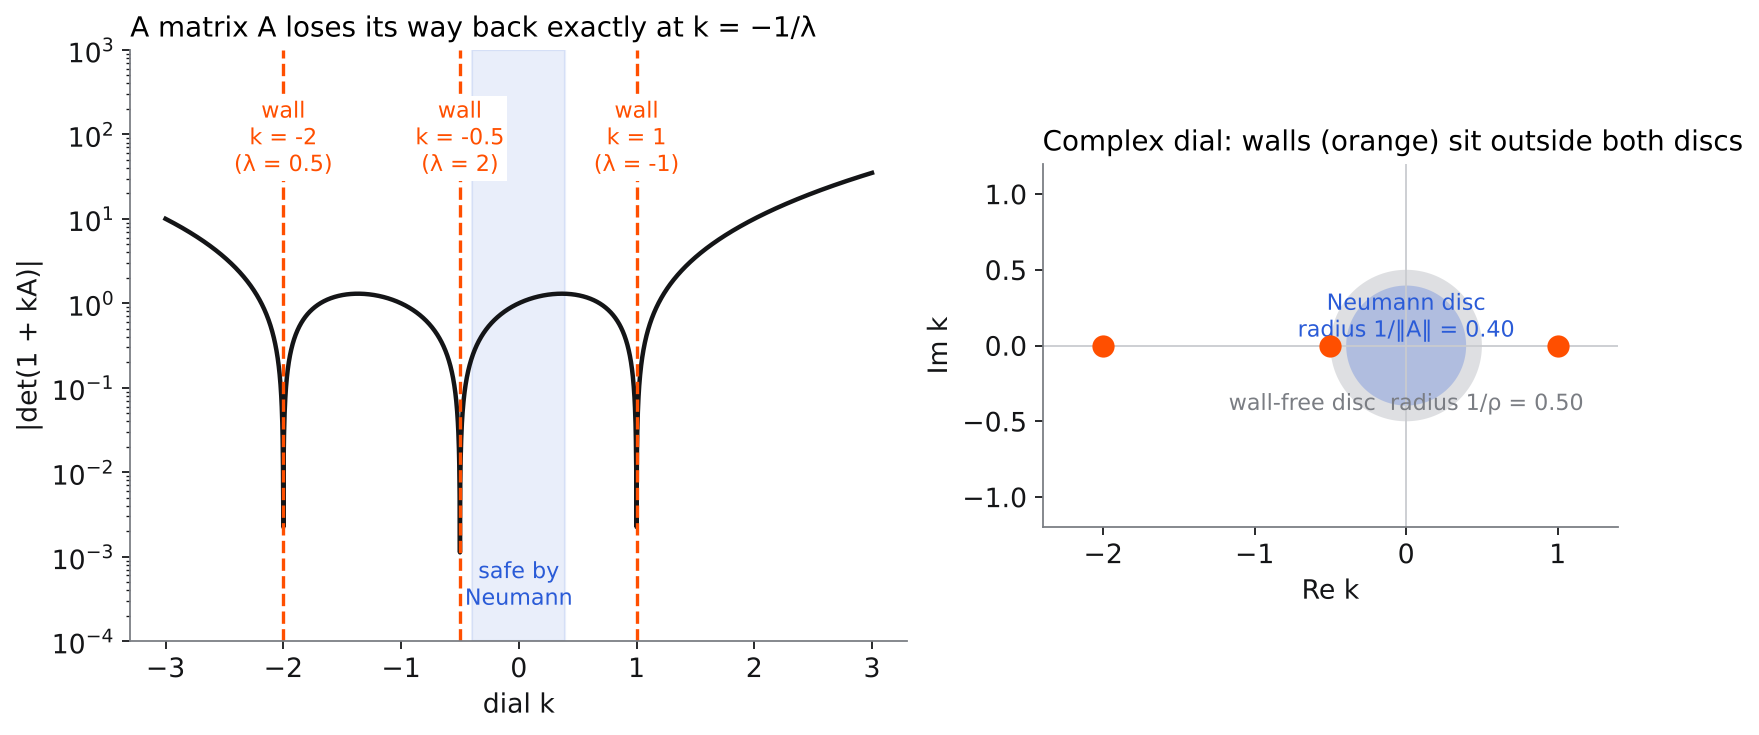 A matrix A loses its way back exactly at k = −1/λ
10³
10²
10¹
10⁰
10⁻¹
10⁻²
10⁻³
10⁻⁴
|det(1 + kA)|
wall
k = -2
(λ = 0.5)
wall
k = -0.5
(λ = 2)
wall
k = 1
(λ = -1)
safe by
Neumann
−3 −2 −1 0 1 2 3
dial k
Complex dial: walls (orange) sit outside both discs
1.0
0.5
0.0
−0.5
−1.0
Im k
Neumann disc
radius 1/‖A‖ = 0.40
wall-free disc radius 1/ρ = 0.50
−2 −1 0 1
Re k